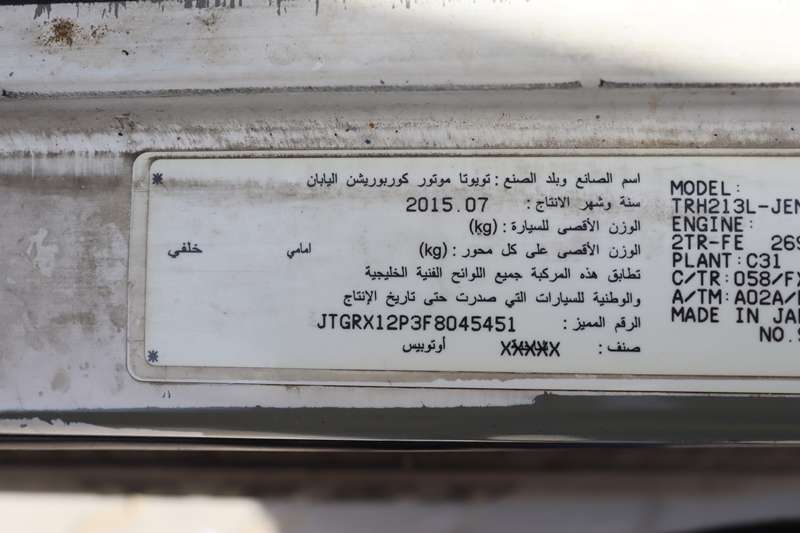 اسم الصانع وبلد الصنع : تويوتا موتور كوربوريشن اليابان
سنة وشهر الانتاج : 2015.07
الوزن الأقصى للسيارة : (kg)
الوزن الأقصى على كل محور : (kg) امامي خلفي
تطابق هذه المركبة جميع اللوائح الفنية الخليجية
والوطنية للسيارات التي صدرت حتى تاريخ الإنتاج
الرقم المميز : JTGRX12P3F8045451
صنف : XXXXX أوتوبيس
MODEL:
TRH213L-JEM
ENGINE:
2TR-FE 269
PLANT: C31
C/TR: 058/FX
A/TM: A02A/
MADE IN JAP
NO.